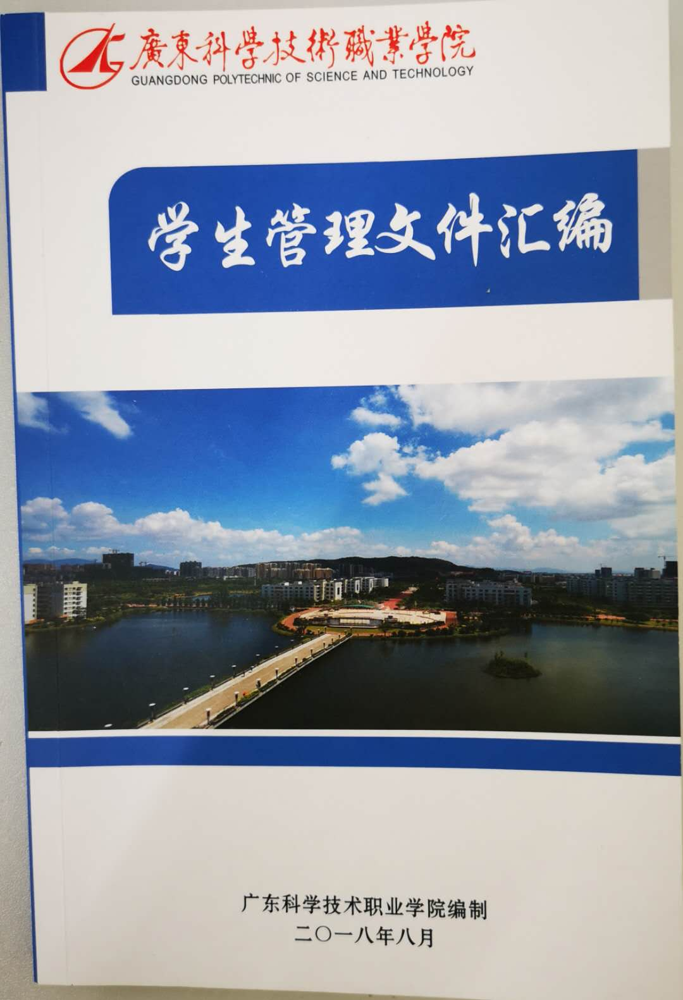 廣東科學技術職業學院
GUANGDONG POLYTECHNIC OF SCIENCE AND TECHNOLOGY
学生管理文件汇编
广东科学技术职业学院编制
二〇一八年八月